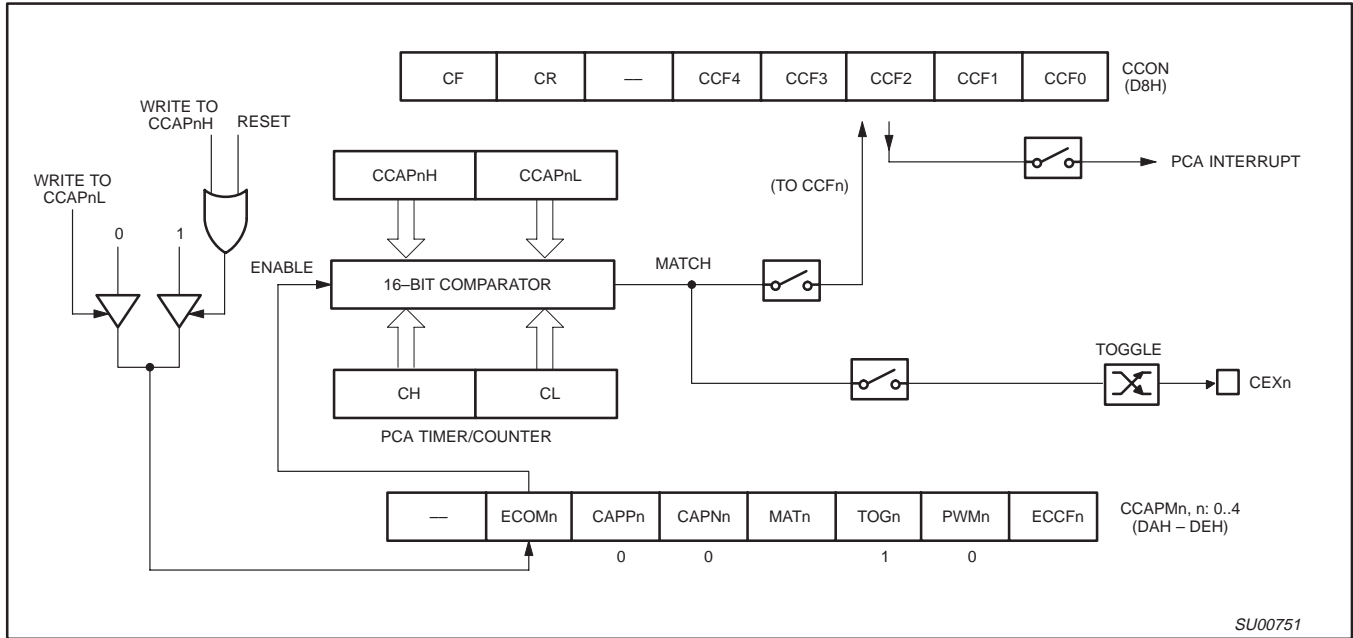 CF CR — CCF4 CCF3 CCF2 CCF1 CCF0
CCON
(D8H)
WRITE TO
CCAPnH
RESET
CCAPnH CCAPnL
(TO CCFn)
PCA INTERRUPT
WRITE TO
CCAPnL
0 1
ENABLE
16–BIT COMPARATOR
MATCH
TOGGLE
CH CL
CEXn
PCA TIMER/COUNTER
— ECOMn CAPPn CAPNn MATn TOGn PWMn ECCFn
CCAPMn, n: 0..4
(DAH – DEH)
0 0 1 0
SU00751